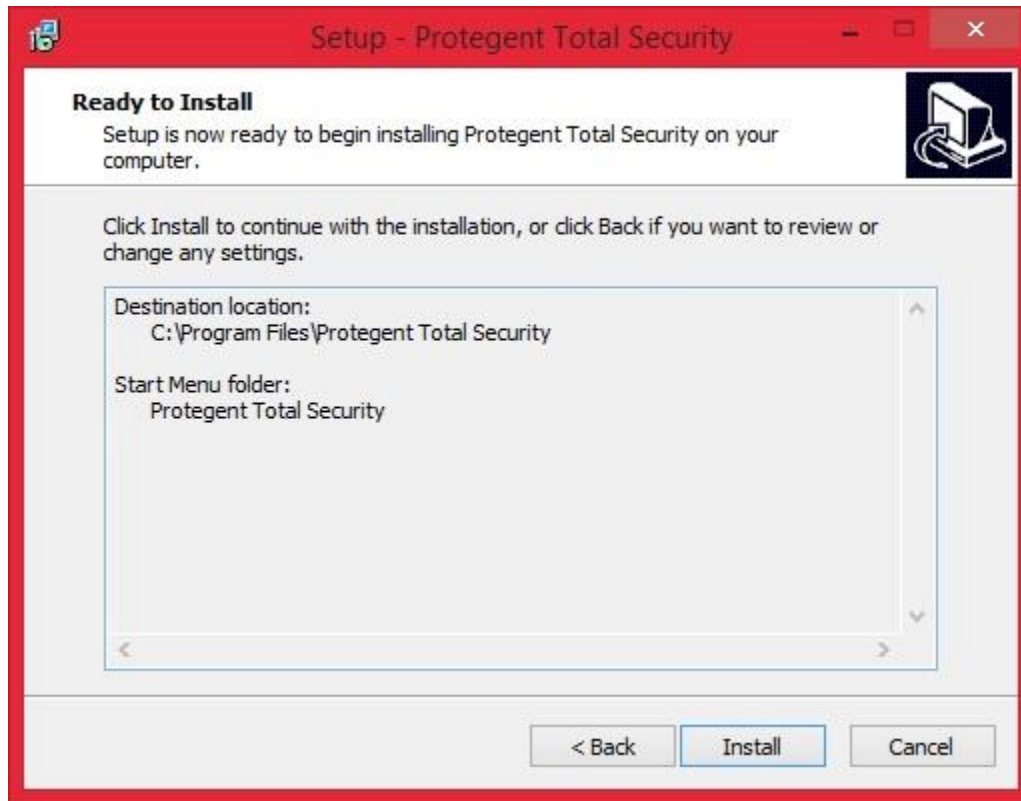 Setup - Protegent Total Security
Ready to Install
Setup is now ready to begin installing Protegent Total Security on your
computer.
Click Install to continue with the installation, or click Back if you want to review or
change any settings.
Destination location:
C:\Program Files\Protegent Total Security
Start Menu folder:
Protegent Total Security
< Back
Install
Cancel